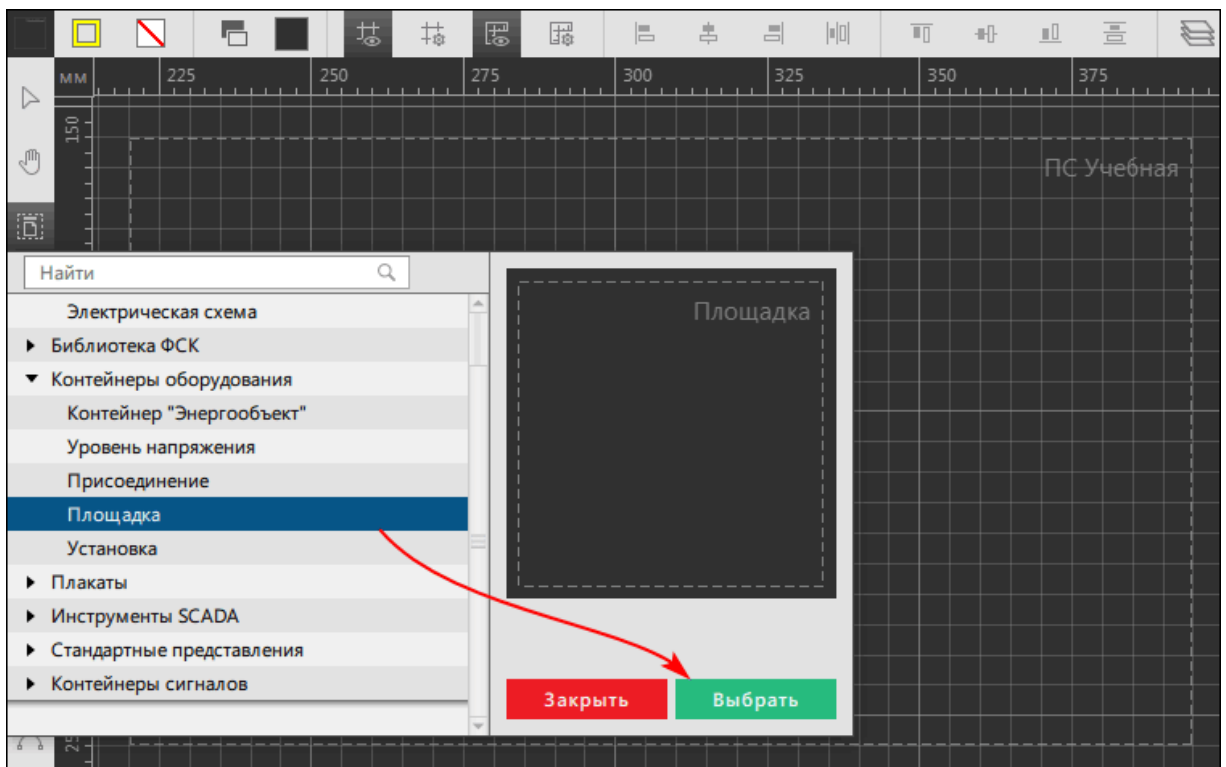 мм 225 250 275 300 325 350 375
150
ПС Учебная
Найти
Электрическая схема
Библиотека ФСК
Контейнеры оборудования
Контейнер "Энергообъект"
Уровень напряжения
Присоединение
Площадка
Установка
Плакаты
Инструменты SCADA
Стандартные представления
Контейнеры сигналов
Площадка
Закрыть
Выбрать